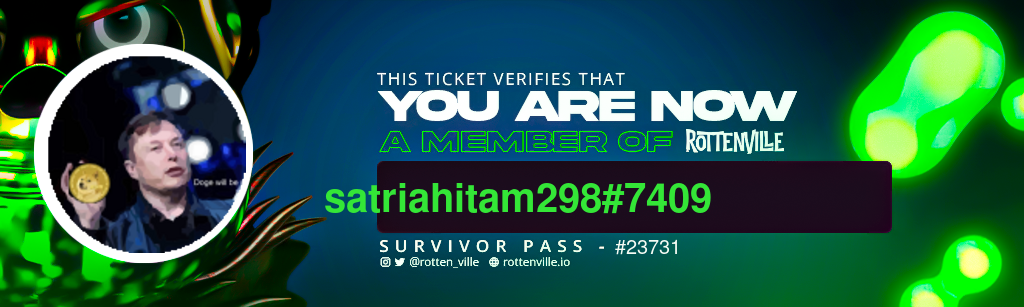 THIS TICKET VERIFIES THAT
YOU ARE NOW
A MEMBER OF ROTTENVILLE
Doge will be
satriahitam298#7409
SURVIVOR PASS - #23731
@rotten_ville rottenville.io